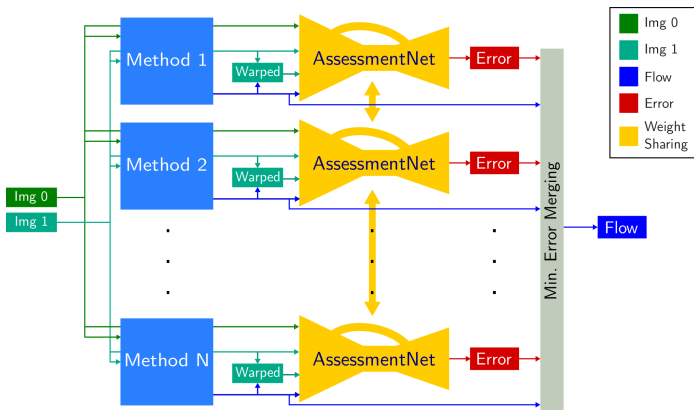 Img 0
Img 1
Method 1
Warped
AssessmentNet
Error
Method 2
Warped
AssessmentNet
Error
Method N
Warped
AssessmentNet
Error
Min. Error Merging
Flow
Img 0
Img 1
Flow
Error
Weight
Sharing